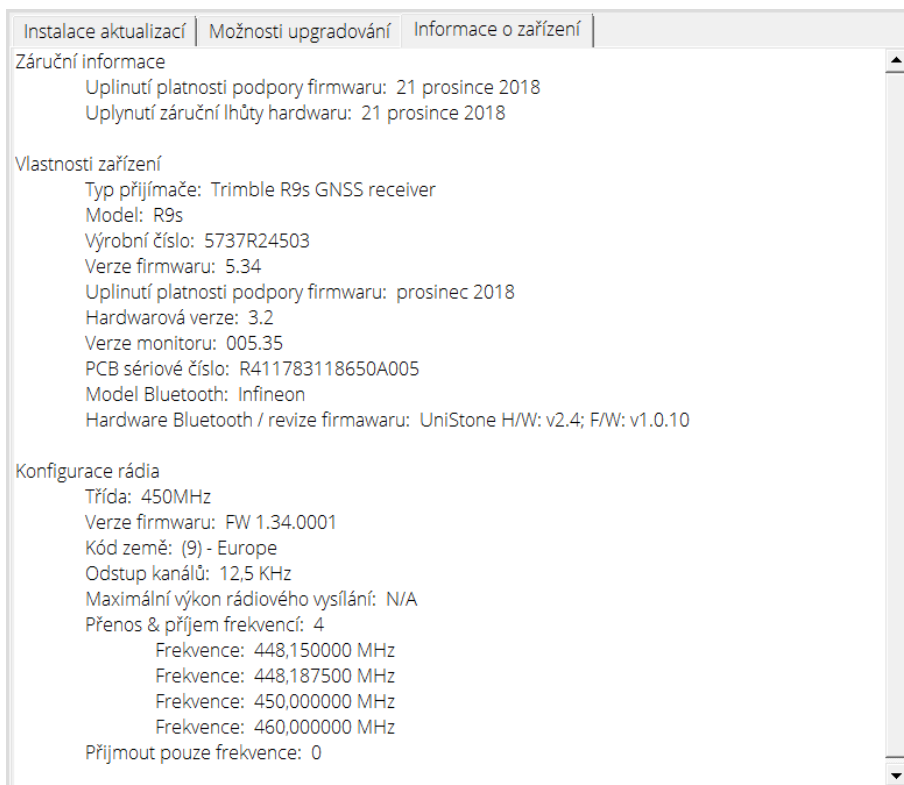 Instalace aktualizací
Možnosti upgradování
Informace o zařízení
Záruční informace
Uplinutí platnosti podpory firmwaru: 21 prosince 2018
Uplynutí záruční lhůty hardwaru: 21 prosince 2018
Vlastnosti zařízení
Typ přijímače: Trimble R9s GNSS receiver
Model: R9s
Výrobní číslo: 5737R24503
Verze firmwaru: 5.34
Uplinutí platnosti podpory firmwaru: prosinec 2018
Hardwarová verze: 3.2
Verze monitoru: 005.35
PCB sériové číslo: R411783118650A005
Model Bluetooth: Infineon
Hardware Bluetooth / revize firmawaru: UniStone H/W: v2.4; F/W: v1.0.10
Konfigurace rádia
Třída: 450MHz
Verze firmwaru: FW 1.34.0001
Kód země: (9) - Europe
Odstup kanálů: 12,5 KHz
Maximální výkon rádiového vysílání: N/A
Přenos & příjem frekvencí: 4
Frekvence: 448,150000 MHz
Frekvence: 448,187500 MHz
Frekvence: 450,000000 MHz
Frekvence: 460,000000 MHz
Přijmout pouze frekvence: 0